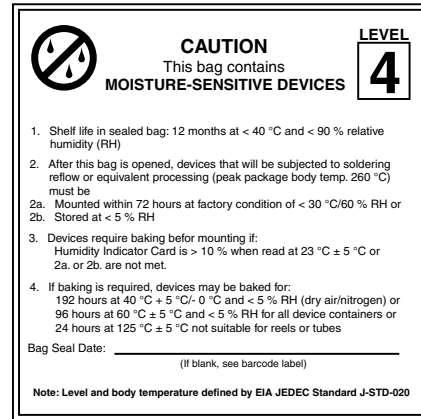 LEVEL
CAUTION
This bag contains
MOISTURE-SENSITIVE DEVICES
4
1. Shelf life in sealed bag: 12 months at < 40 °C and < 90 % relative
humidity (RH)
2. After this bag is opened, devices that will be subjected to soldering
reflow or equivalent processing (peak package body temp. 260 °C)
must be
2a. Mounted within 72 hours at factory condition of < 30 °C/60 % RH or
2b. Stored at < 5 % RH
3. Devices require baking befor mounting if:
Humidity Indicator Card is > 10 % when read at 23 °C ± 5 °C or
2a. or 2b. are not met.
4. If baking is required, devices may be baked for:
192 hours at 40 °C + 5 °C/- 0 °C and < 5 % RH (dry air/nitrogen) or
96 hours at 60 °C ± 5 °C and < 5 % RH for all device containers or
24 hours at 125 °C ± 5 °C not suitable for reels or tubes
Bag Seal Date:
(If blank, see barcode label)
Note: Level and body temperature defined by EIA JEDEC Standard J-STD-020